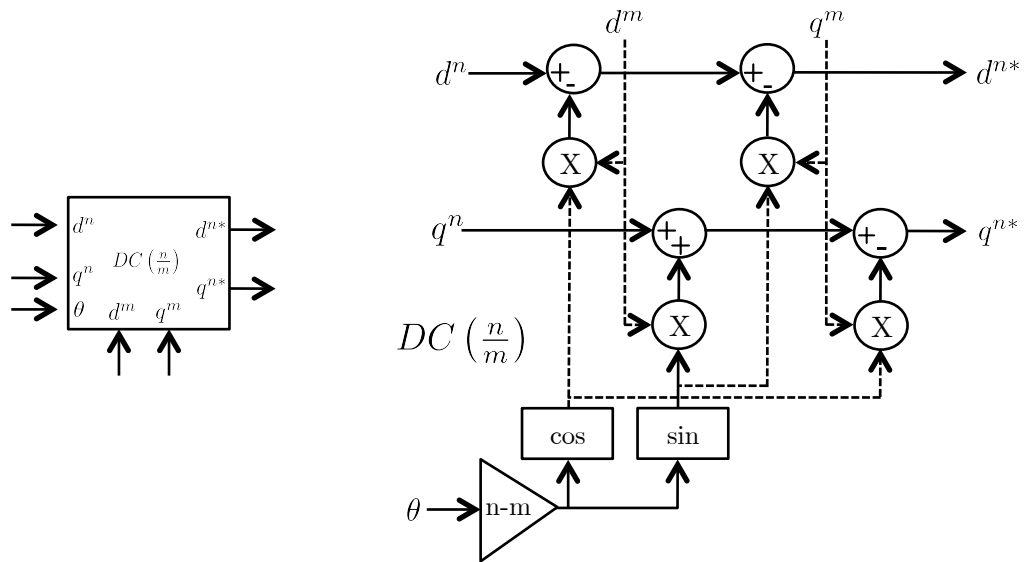 d^n
q^n
θ
d^m q^m
DC (n/m)
d^{n*}
q^{n*}
d^m q^m
d^n + - + - d^{n*}
X X
q^n + + + - q^{n*}
X X
DC (n/m)
cos sin
θ n-m